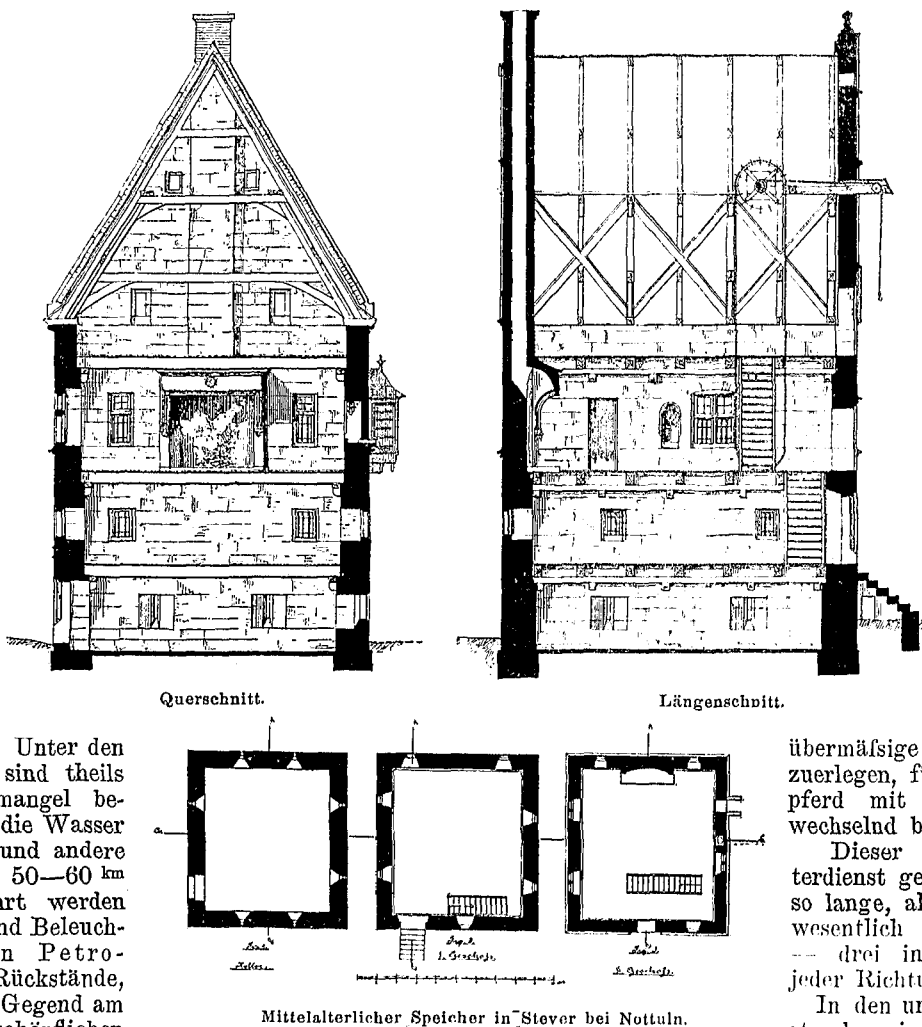 Querschnitt.
Längenschnitt.
Unter den
sind theils
mangel be-
die Wasser
und andere
50—60 km
art werden
nd Beleuch-
n Petro-
Rückstände,
Gegend am
übermäſsige
zuerlegen, f
pferd mit
wechselnd b
Dieser
terdienst ge
so lange, al
wesentlich
-- drei in
jeder Richtu
In den un
Mittelalterlicher Speicher in Stever bei Nottuln.